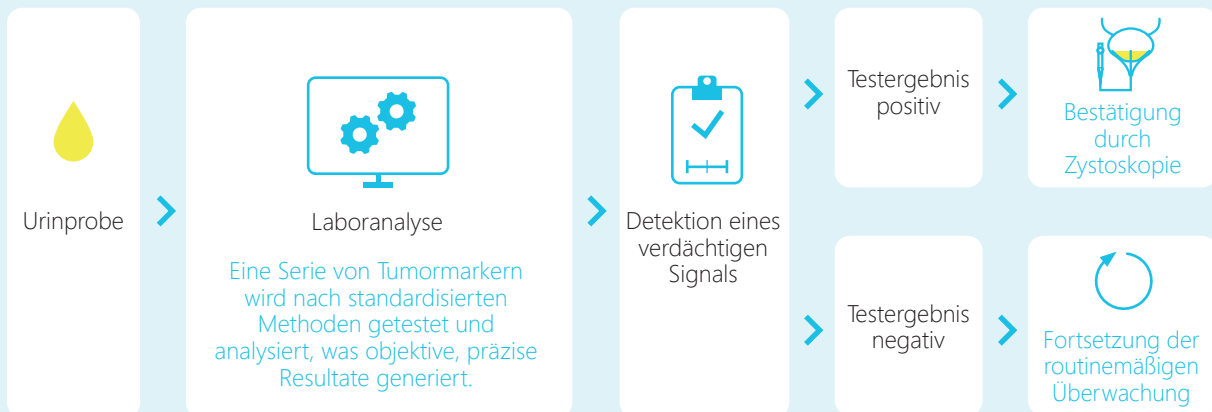 Urinprobe
Laboranalyse
Eine Serie von Tumormarkern
wird nach standardisierten
Methoden getestet und
analysiert, was objektive, präzise
Resultate generiert.
Detektion eines
verdächtigen
Signals
Testergebnis
positiv
Bestätigung
durch
Zystoskopie
Testergebnis
negativ
Fortsetzung der
routinemäßigen
Überwachung